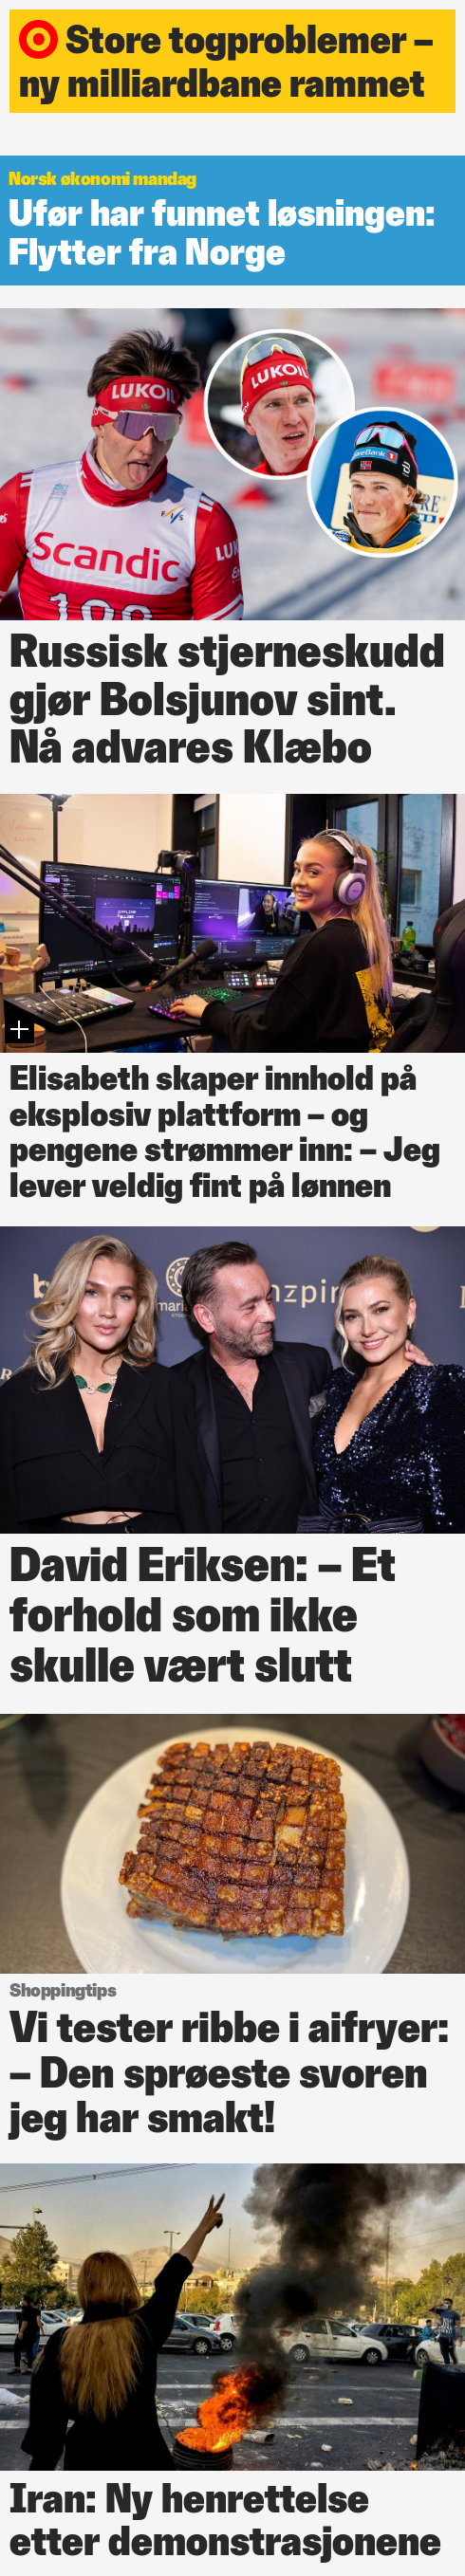 Store togproblemer –
ny milliardbane rammet
Norsk økonomi mandag
Ufør har funnet løsningen:
Flytter fra Norge
LUKOIL
LUKOIL
FIS
Scandic
LUK
Russisk stjerneskudd
gjør Bolsjunov sint.
Nå advares Klæbo
Elisabeth skaper innhold på
eksplosiv plattform – og
pengene strømmer inn: – Jeg
lever veldig fint på lønnen
David Eriksen: – Et
forhold som ikke
skulle vært slutt
Shoppingtips
Vi tester ribbe i aifryer:
– Den sprøeste svoren
jeg har smakt!
Iran: Ny henrettelse
etter demonstrasjonene